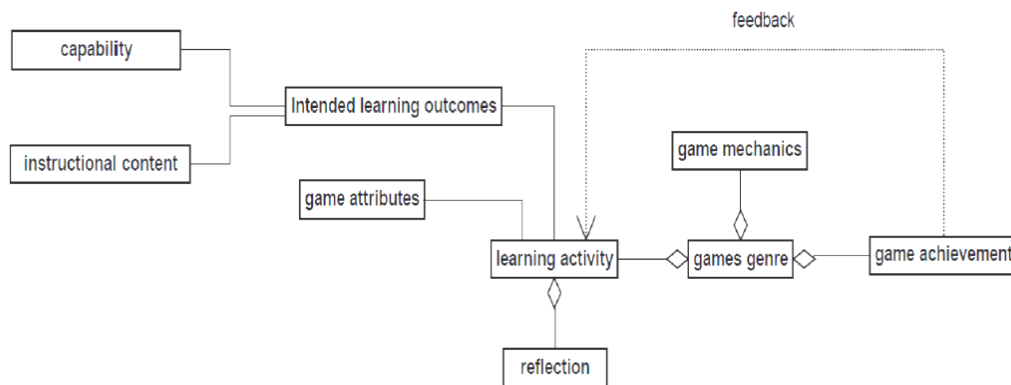 feedback
capability
Intended learning outcomes
instructional content
game mechanics
game attributes
learning activity
games genre
game achievement
reflection